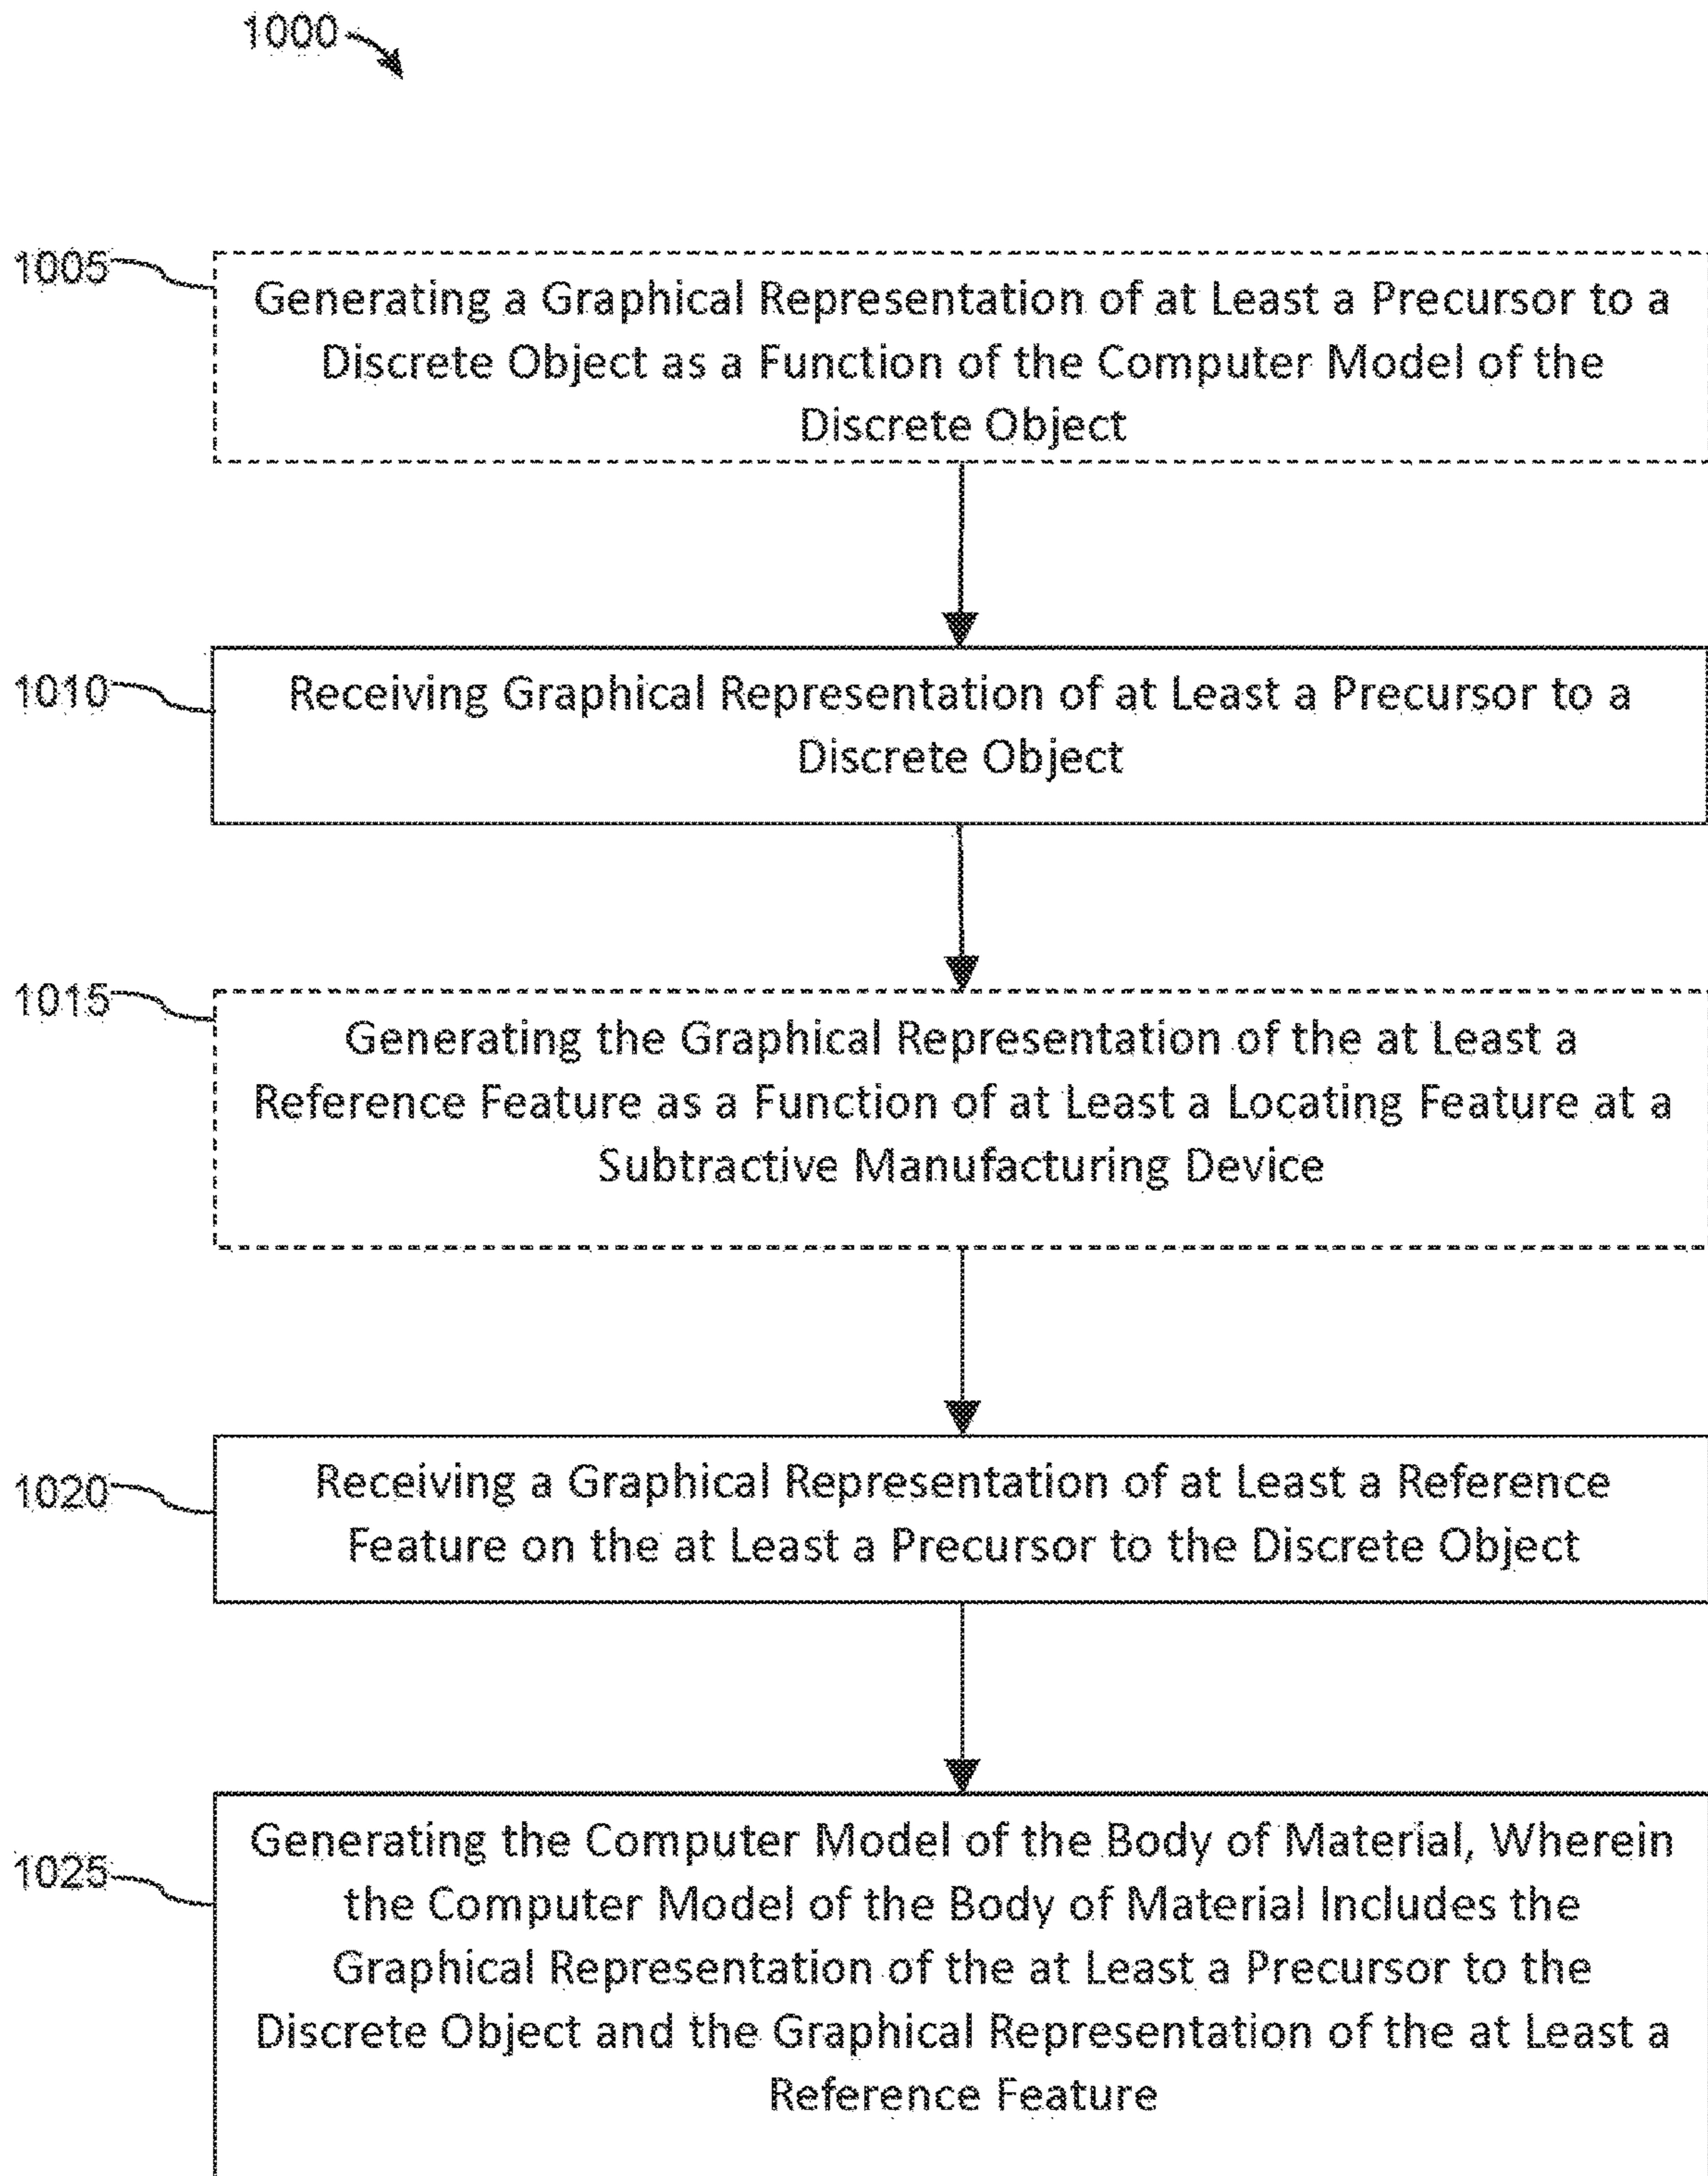 1000
1005
Generating a Graphical Representation of at Least a Precursor to a
Discrete Object as a Function of the Computer Model of the
Discrete Object
1010
Receiving Graphical Representation of at Least a Precursor to a
Discrete Object
1015
Generating the Graphical Representation of the at Least a
Reference Feature as a Function of at Least a Locating Feature at a
Subtractive Manufacturing Device
1020
Receiving a Graphical Representation of at Least a Reference
Feature on the at Least a Precursor to the Discrete Object
1025
Generating the Computer Model of the Body of Material, Wherein
the Computer Model of the Body of Material Includes the
Graphical Representation of the at Least a Precursor to the
Discrete Object and the Graphical Representation of the at Least a
Reference Feature